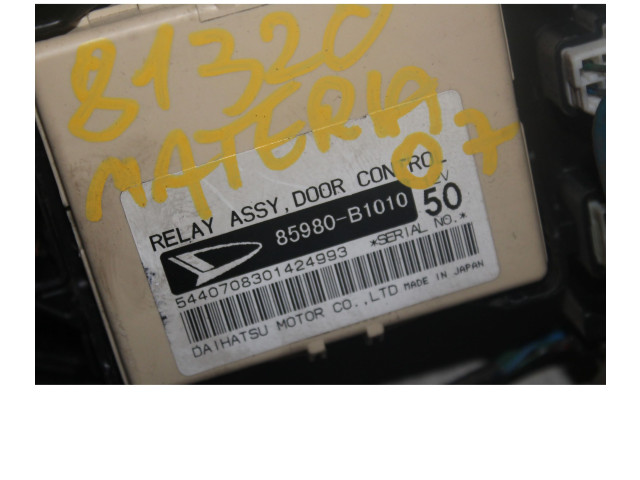 81320
MATERIA
07
RELAY ASSY, DOOR CONTROL
85980-B1010
50
5440708301424993
*SERIAL NO.*
DAIHATSU MOTOR CO.,LTD MADE IN JAPAN